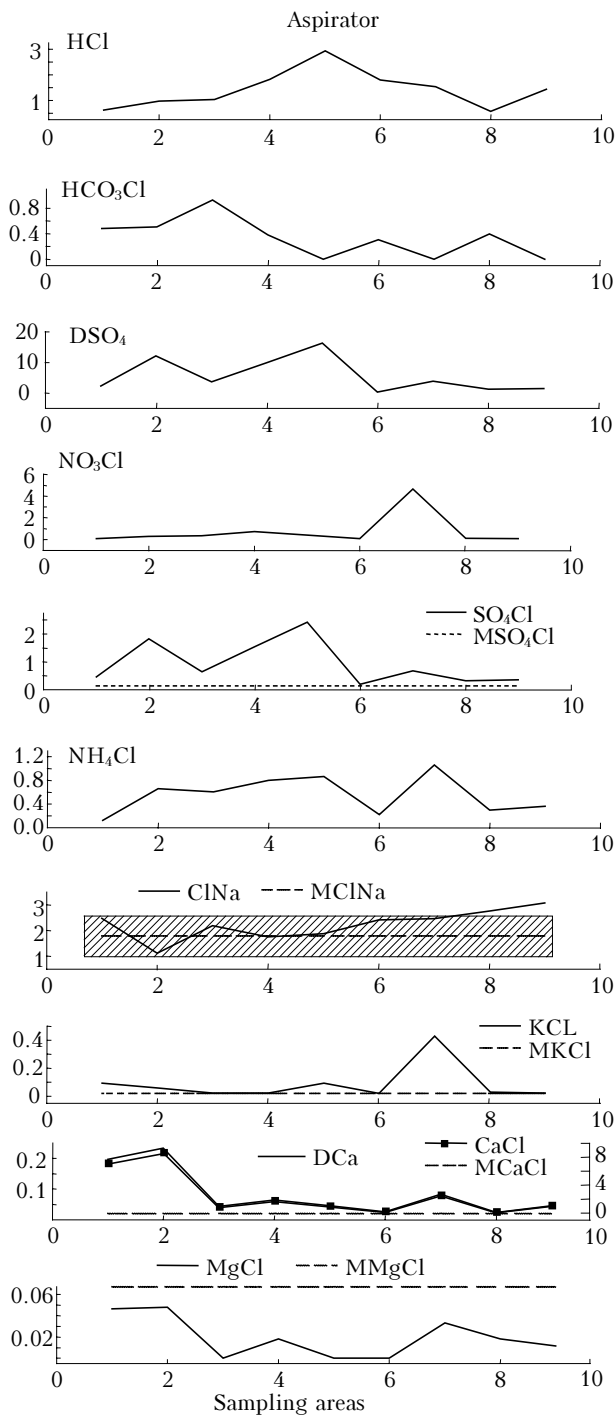 Aspirator
HCl
3
1
0 2 4 6 8 10
HCO₃Cl
0.8
0.4
0
0 2 4 6 8 10
DSO₄
20
10
0
0 2 4 6 8 10
NO₃Cl
6
4
2
0
0 2 4 6 8 10
SO₄Cl
MSO₄Cl
2
1
0
0 2 4 6 8 10
NH₄Cl
1.2
0.8
0.4
0.0
0 2 4 6 8 10
ClNa MClNa
3
2
1
0 2 4 6 8 10
KCL
MKCl
0.4
0.2
0
0 2 4 6 8 10
DCa
CaCl
MCaCl
0.2 8
0.1 4
2
0
0 2 4 6 8 10
MgCl MMgCl
0.06
0.02
0 2 4 6 8 10
Sampling areas